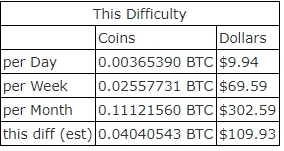 This Difficulty
Coins Dollars
per Day 0.00365390 BTC $9.94
per Week 0.02557731 BTC $69.59
per Month 0.11121560 BTC $302.59
this diff (est) 0.04040543 BTC $109.93